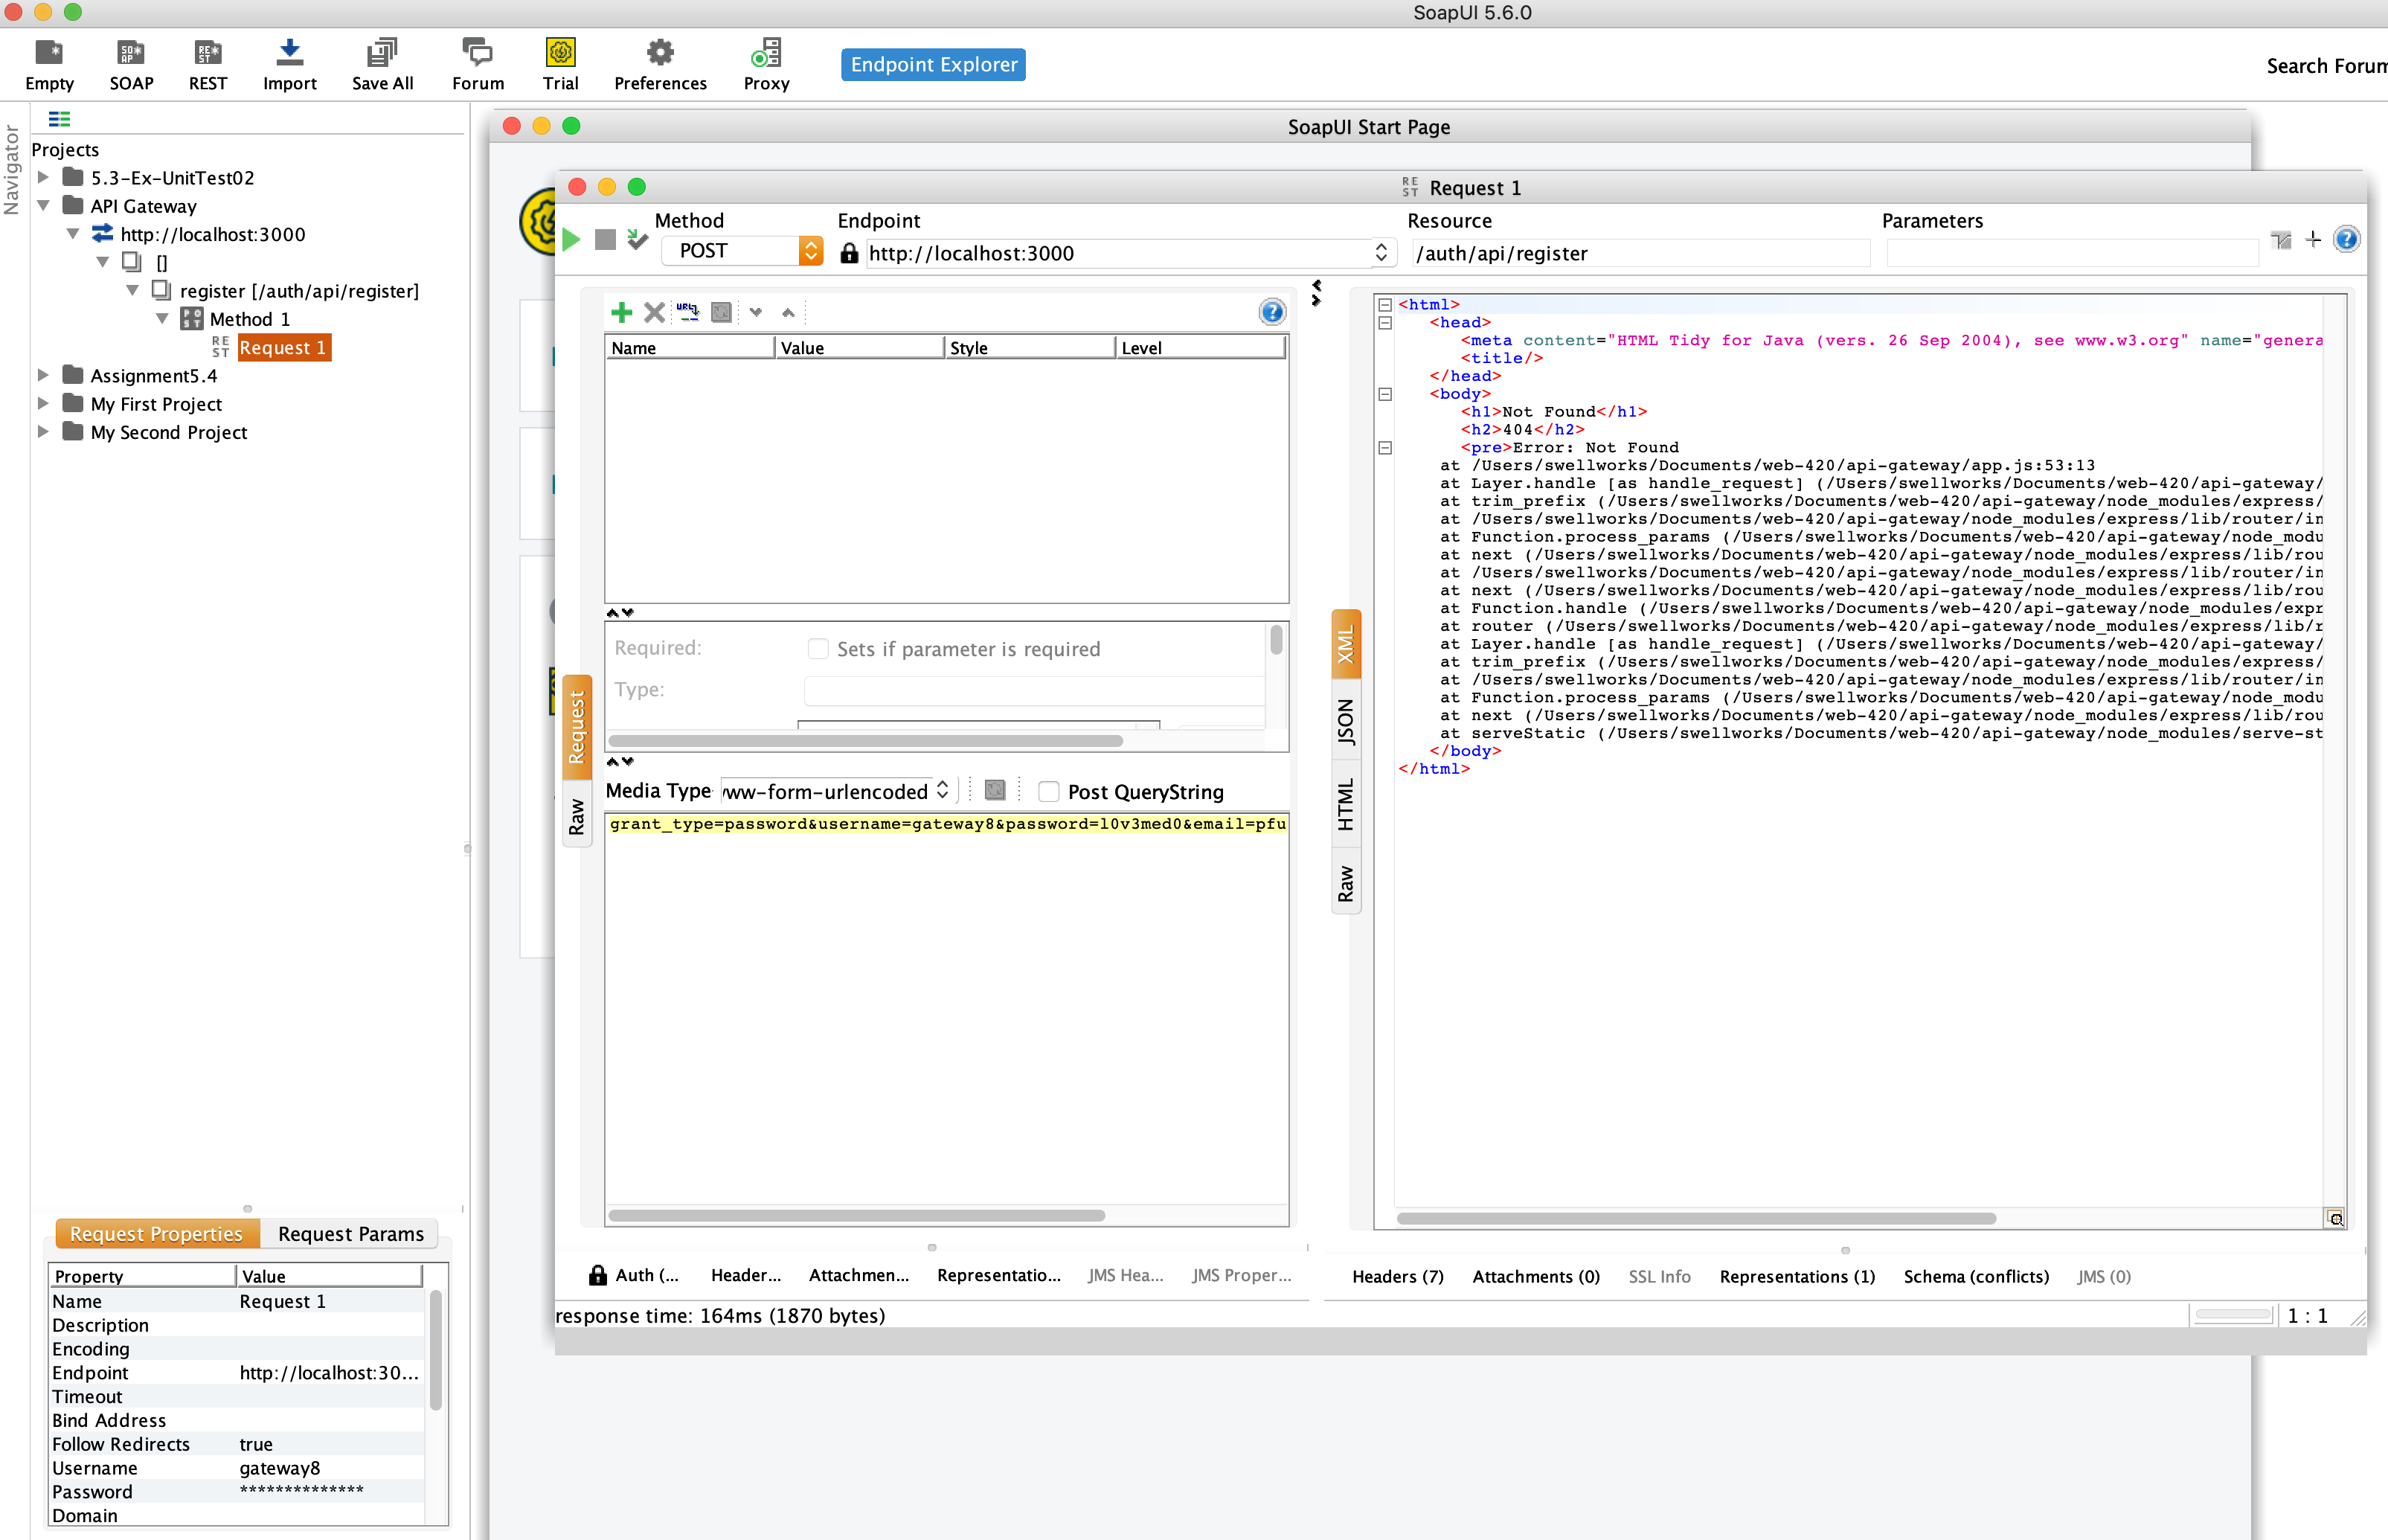 SoapUI 5.6.0
Empty
SOAP
REST
Import
Save All
Forum
Trial
Preferences
Proxy
Endpoint Explorer
Search Forum
Navigator
Projects
5.3-Ex-UnitTest02
API Gateway
http://localhost:3000
[]
register [/auth/api/register]
Method 1
Request 1
Assignment5.4
My First Project
My Second Project
SoapUI Start Page
REST Request 1
Method
POST
Endpoint
http://localhost:3000
Resource
/auth/api/register
Parameters
Name Value Style Level
Required: Sets if parameter is required
Type:
Request
Raw
Media Type www-form-urlencoded Post QueryString
grant_type=password&username=gateway8&password=l0v3med0&email=pfu
XML
JSON
HTML
Raw
<html>
<head>
<meta content="HTML Tidy for Java (vers. 26 Sep 2004), see www.w3.org" name="genera
<title/>
</head>
<body>
<h1>Not Found</h1>
<h2>404</h2>
<pre>Error: Not Found
at /Users/swellworks/Documents/web-420/api-gateway/app.js:53:13
at Layer.handle [as handle_request] (/Users/swellworks/Documents/web-420/api-gateway/
at trim_prefix (/Users/swellworks/Documents/web-420/api-gateway/node_modules/express/
at /Users/swellworks/Documents/web-420/api-gateway/node_modules/express/lib/router/in
at Function.process_params (/Users/swellworks/Documents/web-420/api-gateway/node_modu
at next (/Users/swellworks/Documents/web-420/api-gateway/node_modules/express/lib/rou
at /Users/swellworks/Documents/web-420/api-gateway/node_modules/express/lib/router/in
at next (/Users/swellworks/Documents/web-420/api-gateway/node_modules/express/lib/rou
at Function.handle (/Users/swellworks/Documents/web-420/api-gateway/node_modules/expr
at router (/Users/swellworks/Documents/web-420/api-gateway/node_modules/express/lib/r
at Layer.handle [as handle_request] (/Users/swellworks/Documents/web-420/api-gateway/
at trim_prefix (/Users/swellworks/Documents/web-420/api-gateway/node_modules/express/
at /Users/swellworks/Documents/web-420/api-gateway/node_modules/express/lib/router/in
at Function.process_params (/Users/swellworks/Documents/web-420/api-gateway/node_modu
at next (/Users/swellworks/Documents/web-420/api-gateway/node_modules/express/lib/rou
at serveStatic (/Users/swellworks/Documents/web-420/api-gateway/node_modules/serve-st
</body>
</html>
Auth (... Header... Attachmen... Representatio... JMS Hea... JMS Proper...
Headers (7) Attachments (0) SSL Info Representations (1) Schema (conflicts) JMS (0)
response time: 164ms (1870 bytes)
1 : 1
Request Properties Request Params
Property Value
Name Request 1
Description
Encoding
Endpoint http://localhost:30...
Timeout
Bind Address
Follow Redirects true
Username gateway8
Password **************
Domain